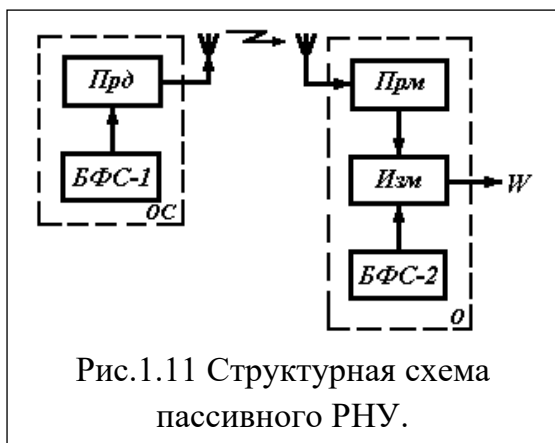 Прд
БФС-1
ОС
Прм
Изм
W
БФС-2
О
Рис.1.11 Структурная схема
пассивного РНУ.